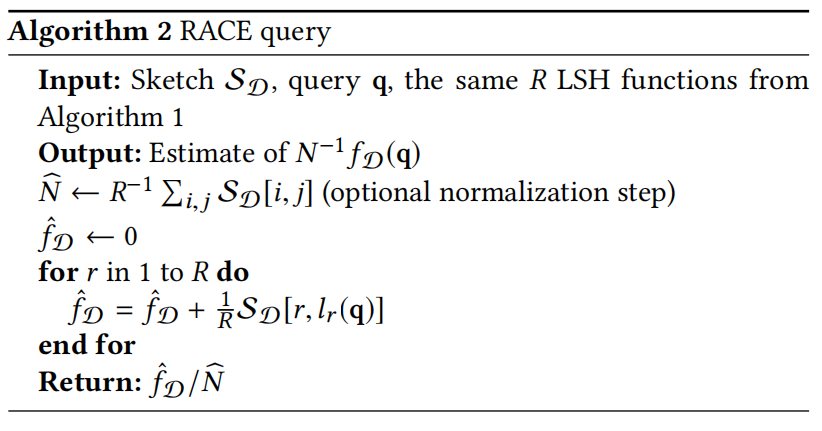 Algorithm 2 RACE query
Input: Sketch $\mathcal{S}_{\mathcal{D}}$, query $\mathbf{q}$, the same $R$ LSH functions from
Algorithm 1
Output: Estimate of $N^{-1} f_{\mathcal{D}}(\mathbf{q})$
$\widehat{N} \leftarrow R^{-1} \sum_{i,j} \mathcal{S}_{\mathcal{D}}[i, j]$ (optional normalization step)
$\hat{f}_{\mathcal{D}} \leftarrow 0$
for $r$ in 1 to $R$ do
$\hat{f}_{\mathcal{D}} = \hat{f}_{\mathcal{D}} + \frac{1}{R} \mathcal{S}_{\mathcal{D}}[r, l_r(\mathbf{q})]$
end for
Return: $\hat{f}_{\mathcal{D}} / \widehat{N}$